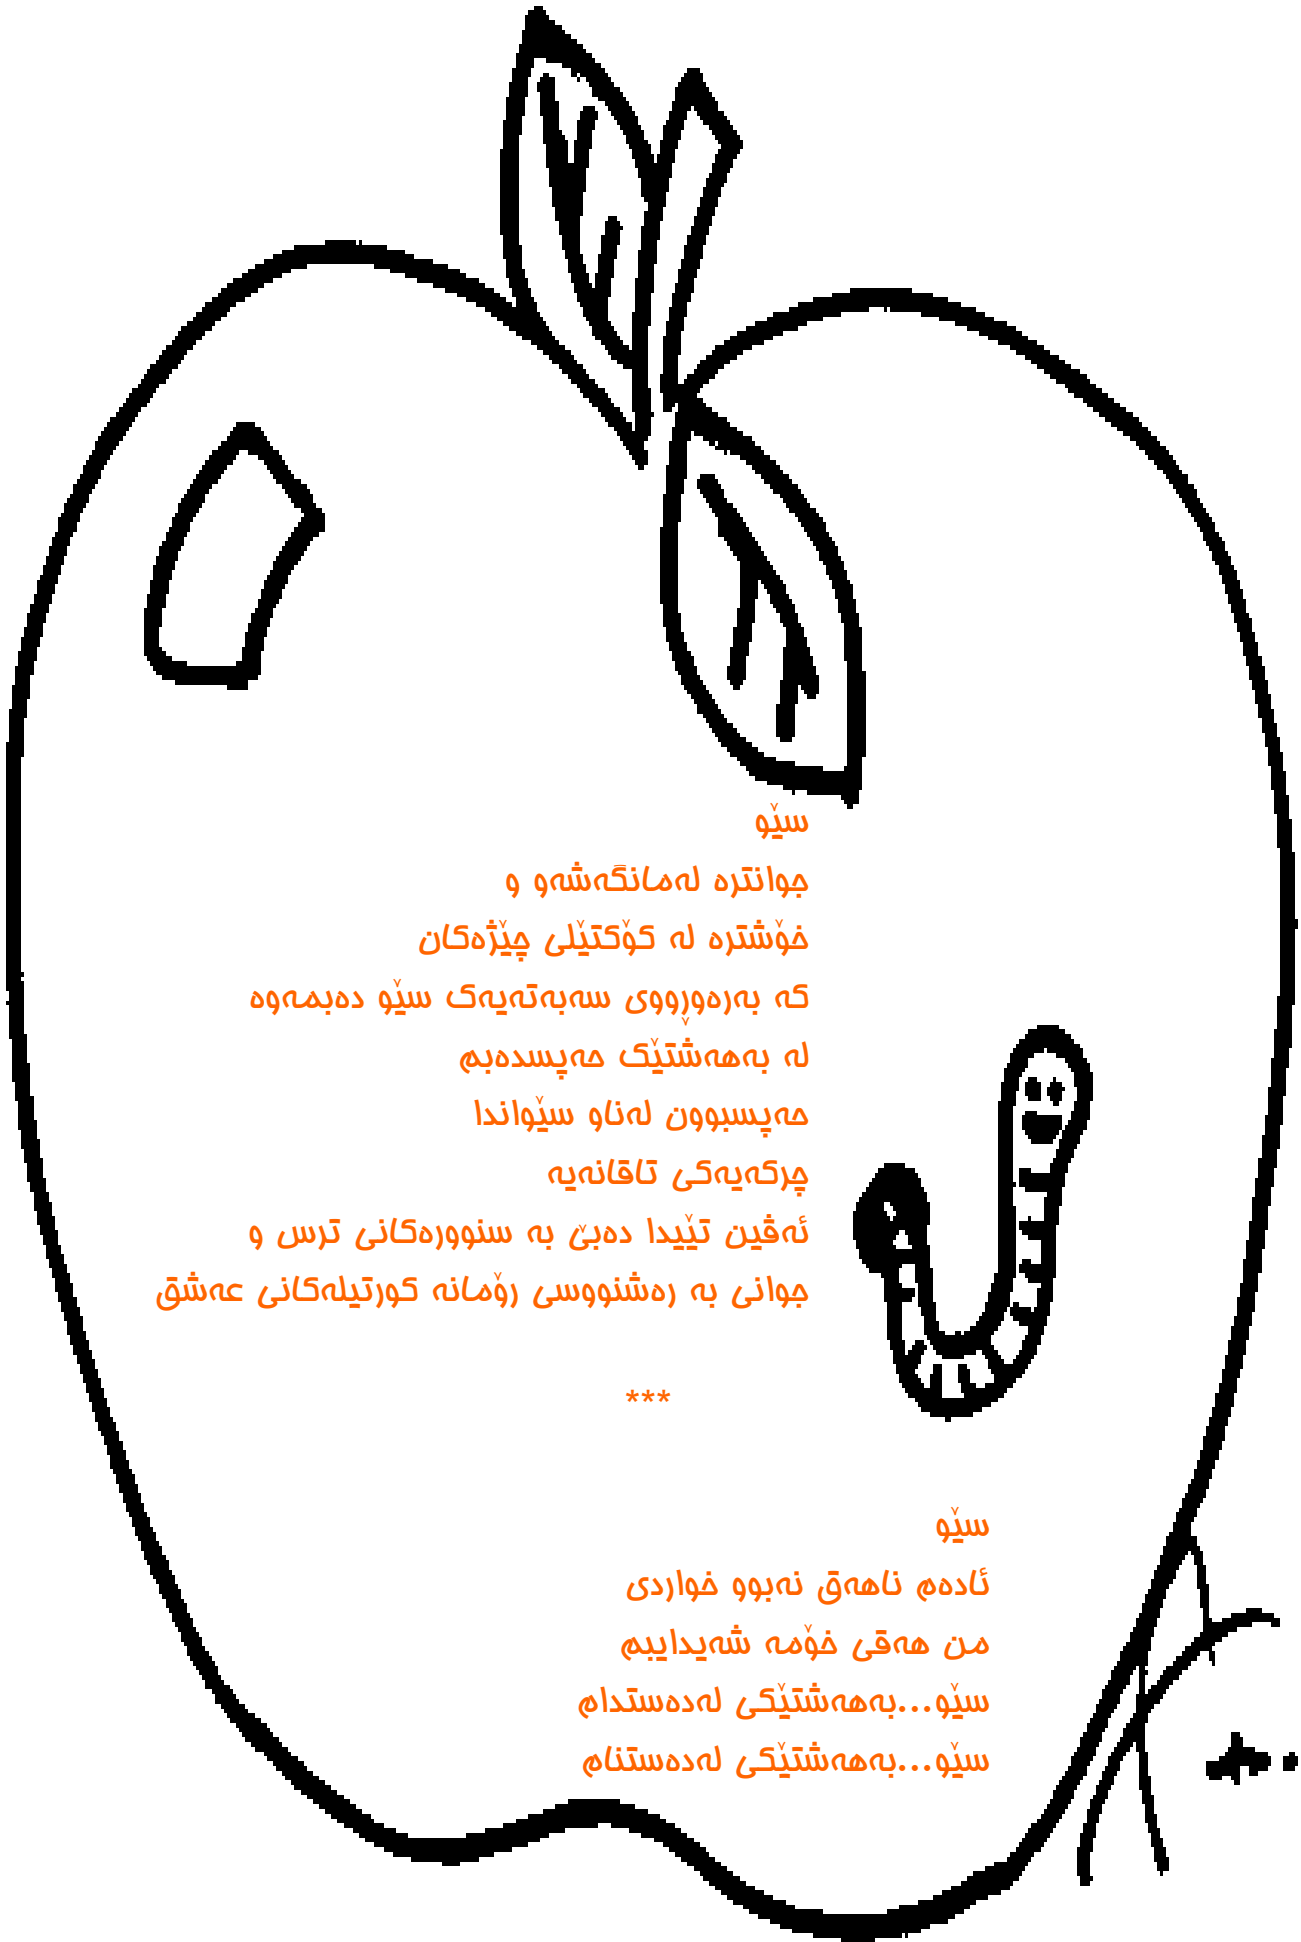 سێو
جوانترە لەمانگەشەو و
خۆشترە لە کۆکتێلی چێژەکان
کە بەرەوڕووی سەبەتەیەک سێو دەبمەوە
لە بەهەشتێک حەپسدەبم
حەپسبوون لەناو سێواندا
چرکەیەکی تاقانەیە
ئەڤین تێیدا دەبێ بە سنوورەکانی ترس و
جوانی بە رەشنووسی رۆمانە کورتیلەکانی عەشق
***
سێو
ئادەم ناهەق نەبوو خواردی
من هەقی خۆمە شەیدایبم
سێو...بەهەشتێکی لەدەستدام
سێو...بەهەشتێکی لەدەستنام